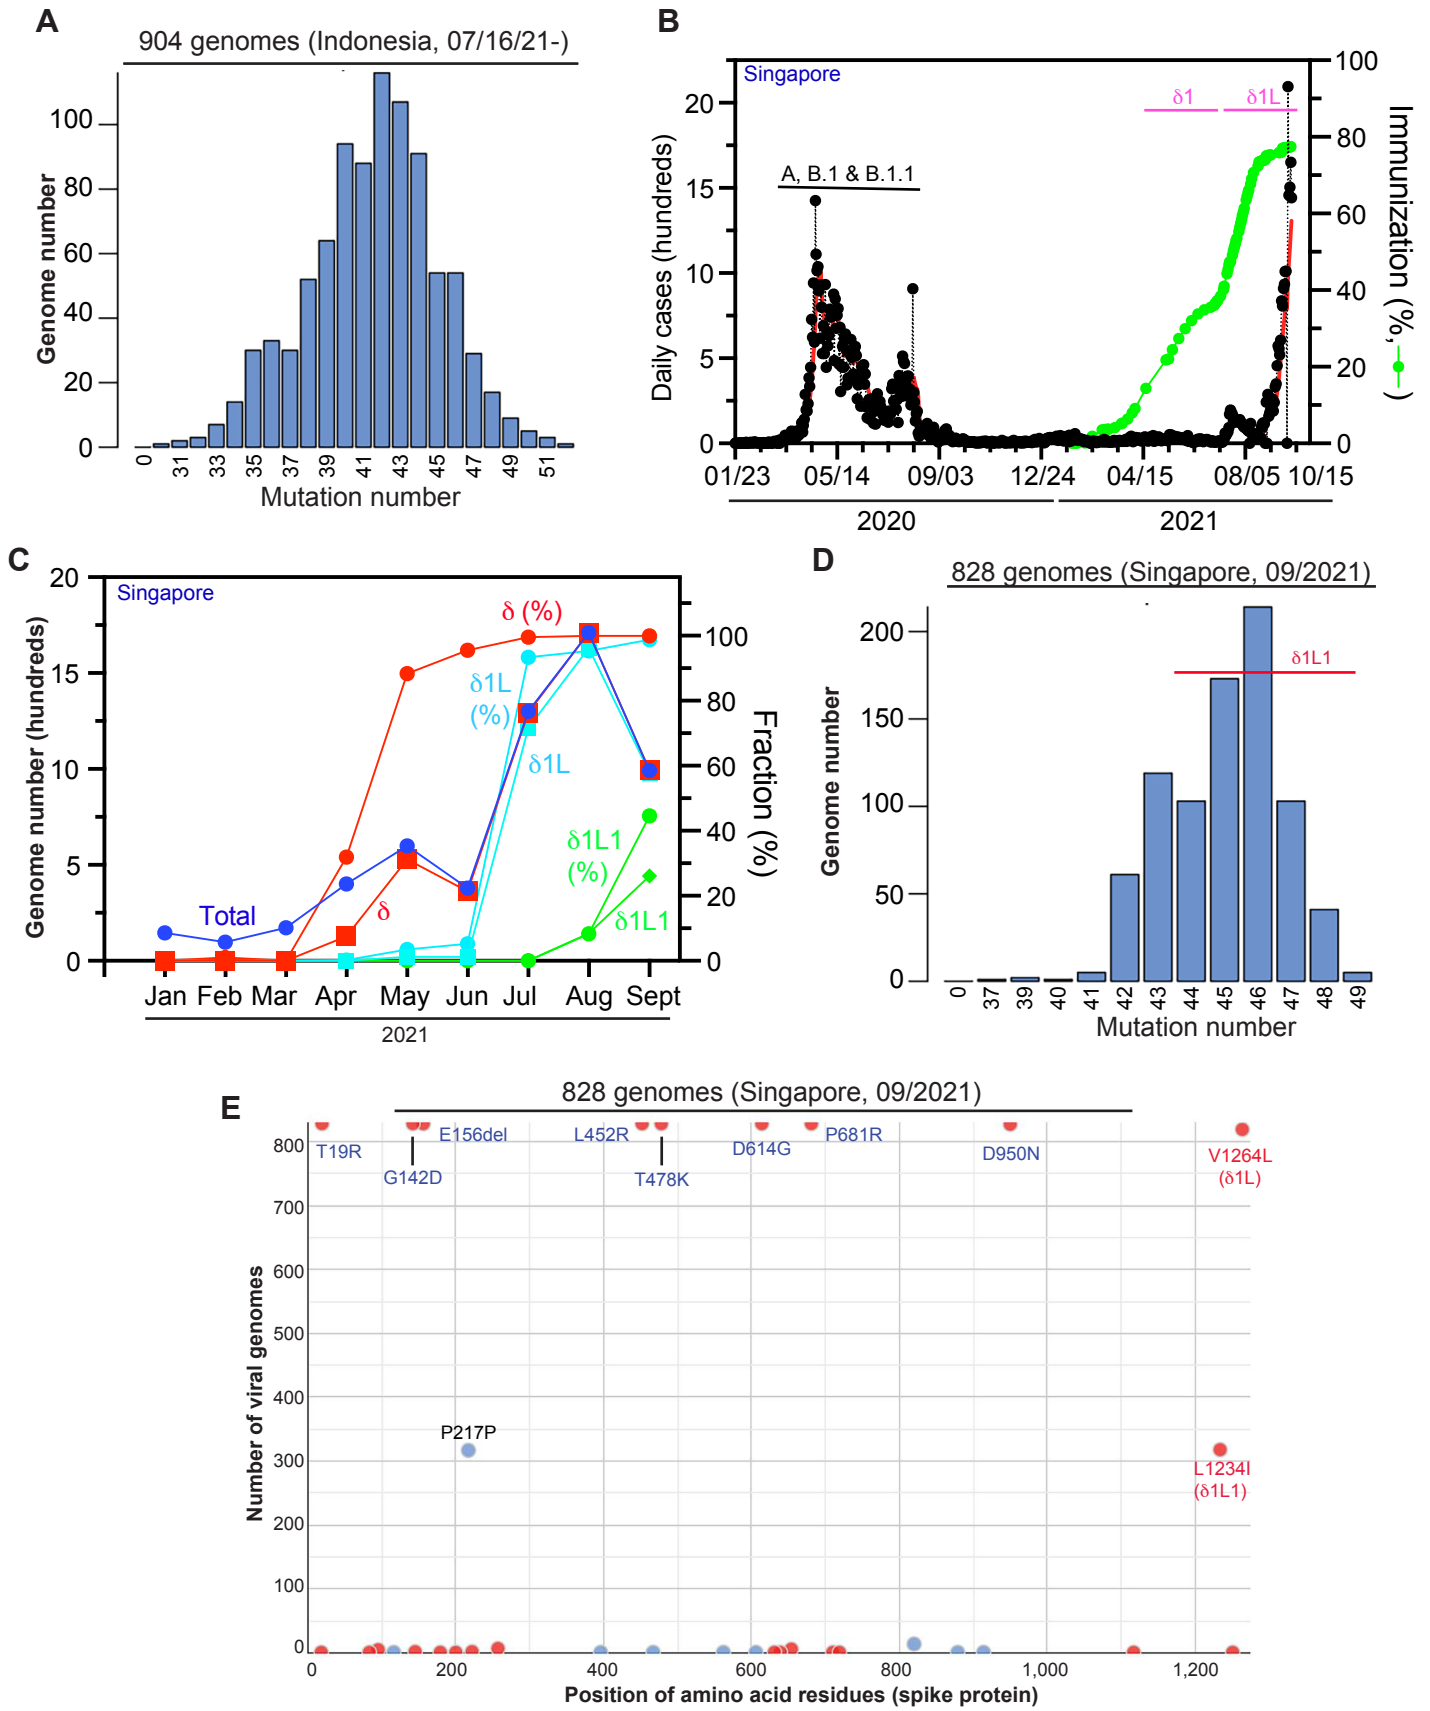 A
904 genomes (Indonesia, 07/16/21-)
Genome number
100
80
60
40
20
0
0 31 33 35 37 39 41 43 45 47 49 51
Mutation number
B
Singapore
δ1 δ1L
A, B.1 & B.1.1
Daily cases (hundreds)
20
15
10
5
0
100
80
60
40
20
0
Immunization (%, )
01/23 05/14 09/03 12/24 04/15 08/05 10/15
2020 2021
C
Singapore
Genome number (hundreds)
20
15
10
5
0
δ (%)
δ1L
(%)
δ1L
δ1L1
(%)
δ1L1
Total
δ
100
80
60
40
20
0
Fraction (%)
Jan Feb Mar Apr May Jun Jul Aug Sept
2021
D
828 genomes (Singapore, 09/2021)
δ1L1
Genome number
200
150
100
50
0
0 37 39 40 41 42 43 44 45 46 47 48 49
Mutation number
E
828 genomes (Singapore, 09/2021)
T19R
G142D
E156del
L452R
T478K
D614G
P681R
D950N
V1264L
(δ1L)
P217P
L1234I
(δ1L1)
Number of viral genomes
800
700
600
500
400
300
200
100
0
0 200 400 600 800 1,000 1,200
Position of amino acid residues (spike protein)